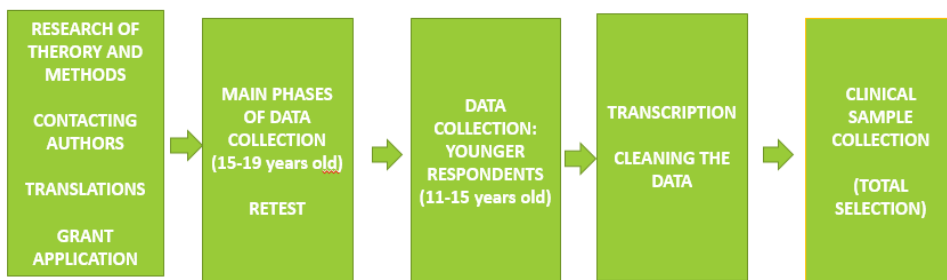 RESEARCH OF
THERORY AND
METHODS
CONTACTING
AUTHORS
TRANSLATIONS
GRANT
APPLICATION
MAIN PHASES
OF DATA
COLLECTION
(15-19 years old)
RETEST
DATA
COLLECTION:
YOUNGER
RESPONDENTS
(11-15 years old)
TRANSCRIPTION
CLEANING THE
DATA
CLINICAL
SAMPLE
COLLECTION
(TOTAL
SELECTION)